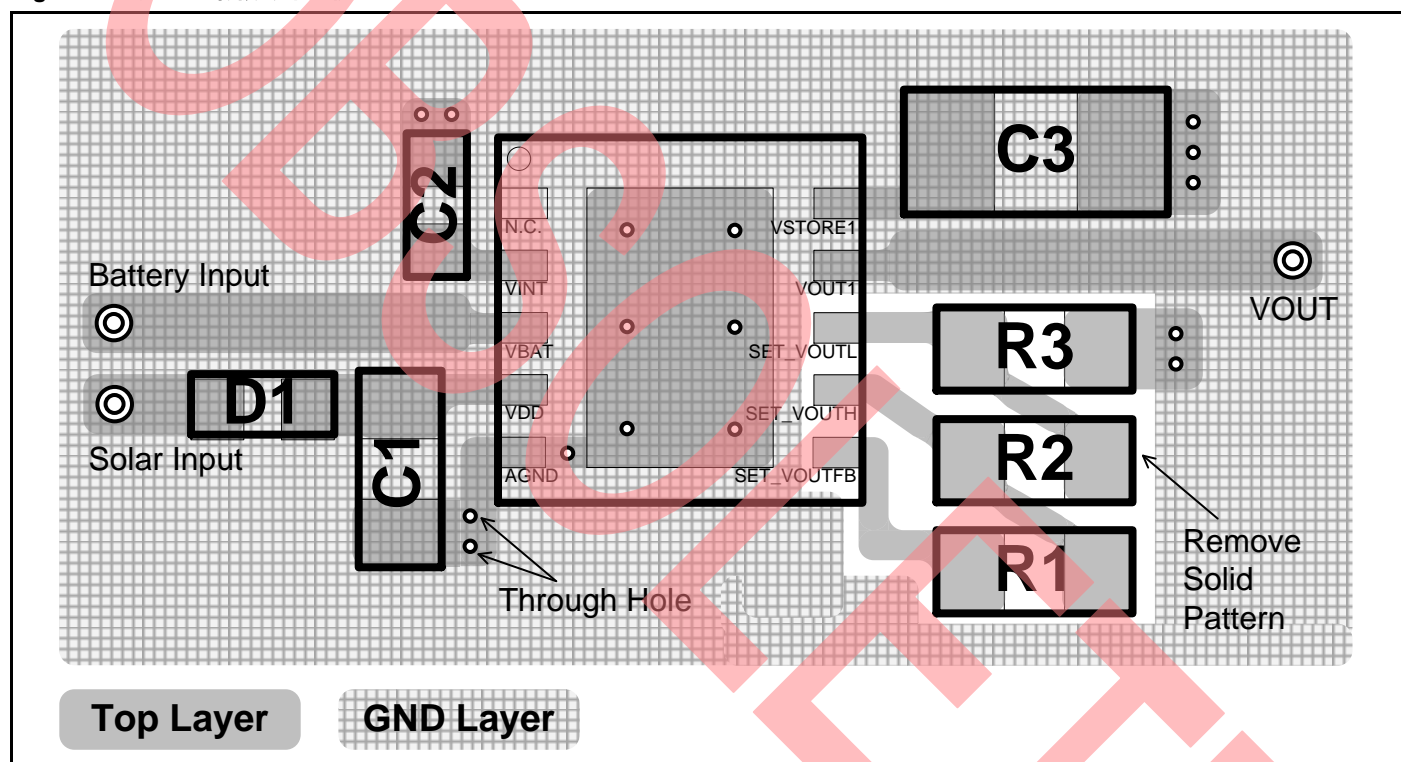 C2
C3
N.C.
VSTORE1
Battery Input
VINT
VOUT1
VOUT
VBAT
SET_VOUTL
R3
D1
VDD
SET_VOUTH
Solar Input
C1
AGND
SET_VOUTFB
R2
R1
Remove
Solid
Pattern
Through Hole
Top Layer
GND Layer
OBSOLETE